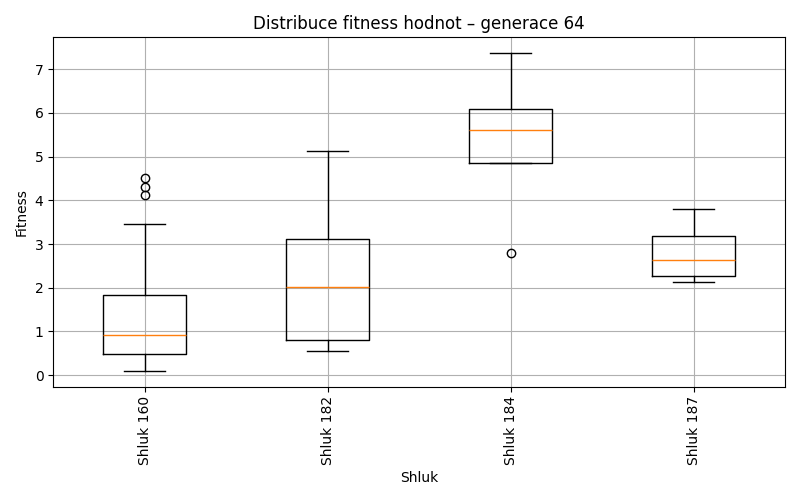 Distribuce fitness hodnot – generace 64
Fitness
7
6
5
4
3
2
1
0
Shluk 160
Shluk 182
Shluk 184
Shluk 187
Shluk